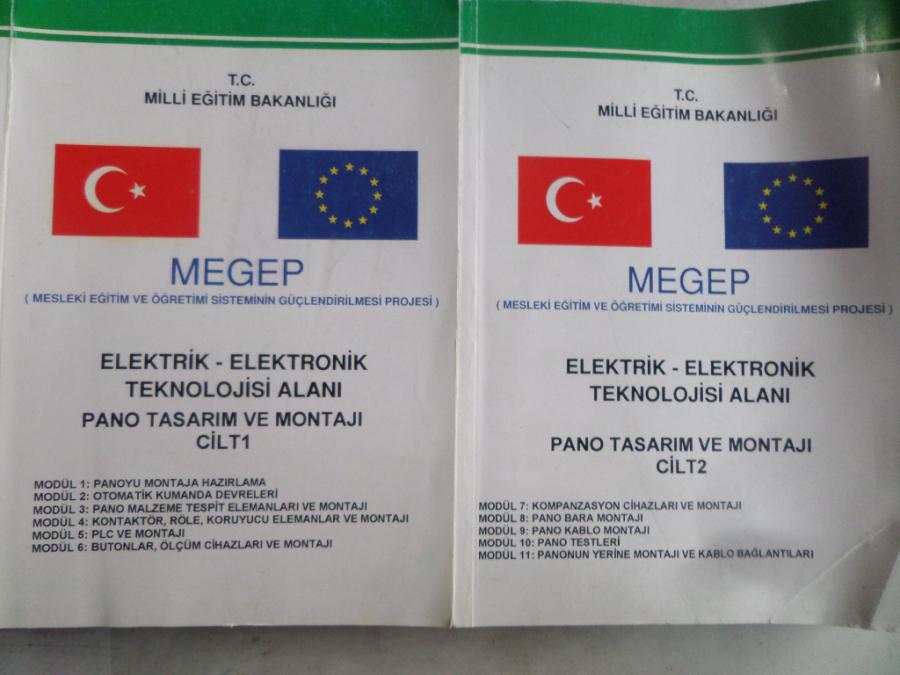 T.C.
MİLLİ EĞİTİM BAKANLIĞI
MEGEP
( MESLEKİ EĞİTİM VE ÖĞRETİMİ SİSTEMİNİN GÜÇLENDİRİLMESİ PROJESİ )
ELEKTRİK - ELEKTRONİK
TEKNOLOJİSİ ALANI
PANO TASARIM VE MONTAJI
CİLT1
MODÜL 1: PANOYU MONTAJA HAZIRLAMA
MODÜL 2: OTOMATİK KUMANDA DEVRELERİ
MODÜL 3: PANO MALZEME TESPİT ELEMANLARI VE MONTAJI
MODÜL 4: KONTAKTÖR, RÖLE, KORUYUCU ELEMANLAR VE MONTAJI
MODÜL 5: PLC VE MONTAJI
MODÜL 6: BUTONLAR, ÖLÇÜM CİHAZLARI VE MONTAJI
T.C.
MİLLİ EĞİTİM BAKANLIĞI
MEGEP
( MESLEKİ EĞİTİM VE ÖĞRETİMİ SİSTEMİNİN GÜÇLENDİRİLMESİ PROJESİ )
ELEKTRİK - ELEKTRONİK
TEKNOLOJİSİ ALANI
PANO TASARIM VE MONTAJI
CİLT2
MODÜL 7: KOMPANZASYON CİHAZLARI VE MONTAJI
MODÜL 8: PANO BARA MONTAJI
MODÜL 9: PANO KABLO MONTAJI
MODÜL 10: PANO TESTLERİ
MODÜL 11: PANONUN YERİNE MONTAJI VE KABLO BAĞLANTILARI